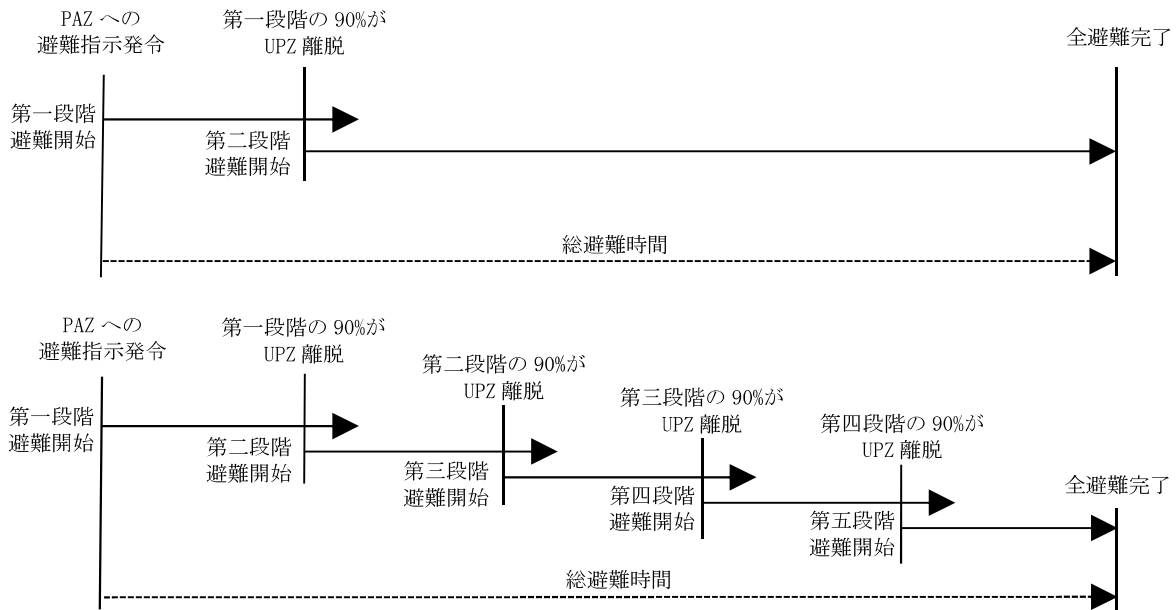 PAZ への
避難指示発令
第一段階の 90%が
UPZ 離脱
全避難完了
第一段階
避難開始
第二段階
避難開始
総避難時間
PAZ への
避難指示発令
第一段階の 90%が
UPZ 離脱
第二段階の 90%が
UPZ 離脱
第三段階の 90%が
UPZ 離脱
第四段階の 90%が
UPZ 離脱
第一段階
避難開始
第二段階
避難開始
第三段階
避難開始
第四段階
避難開始
第五段階
避難開始
全避難完了
総避難時間